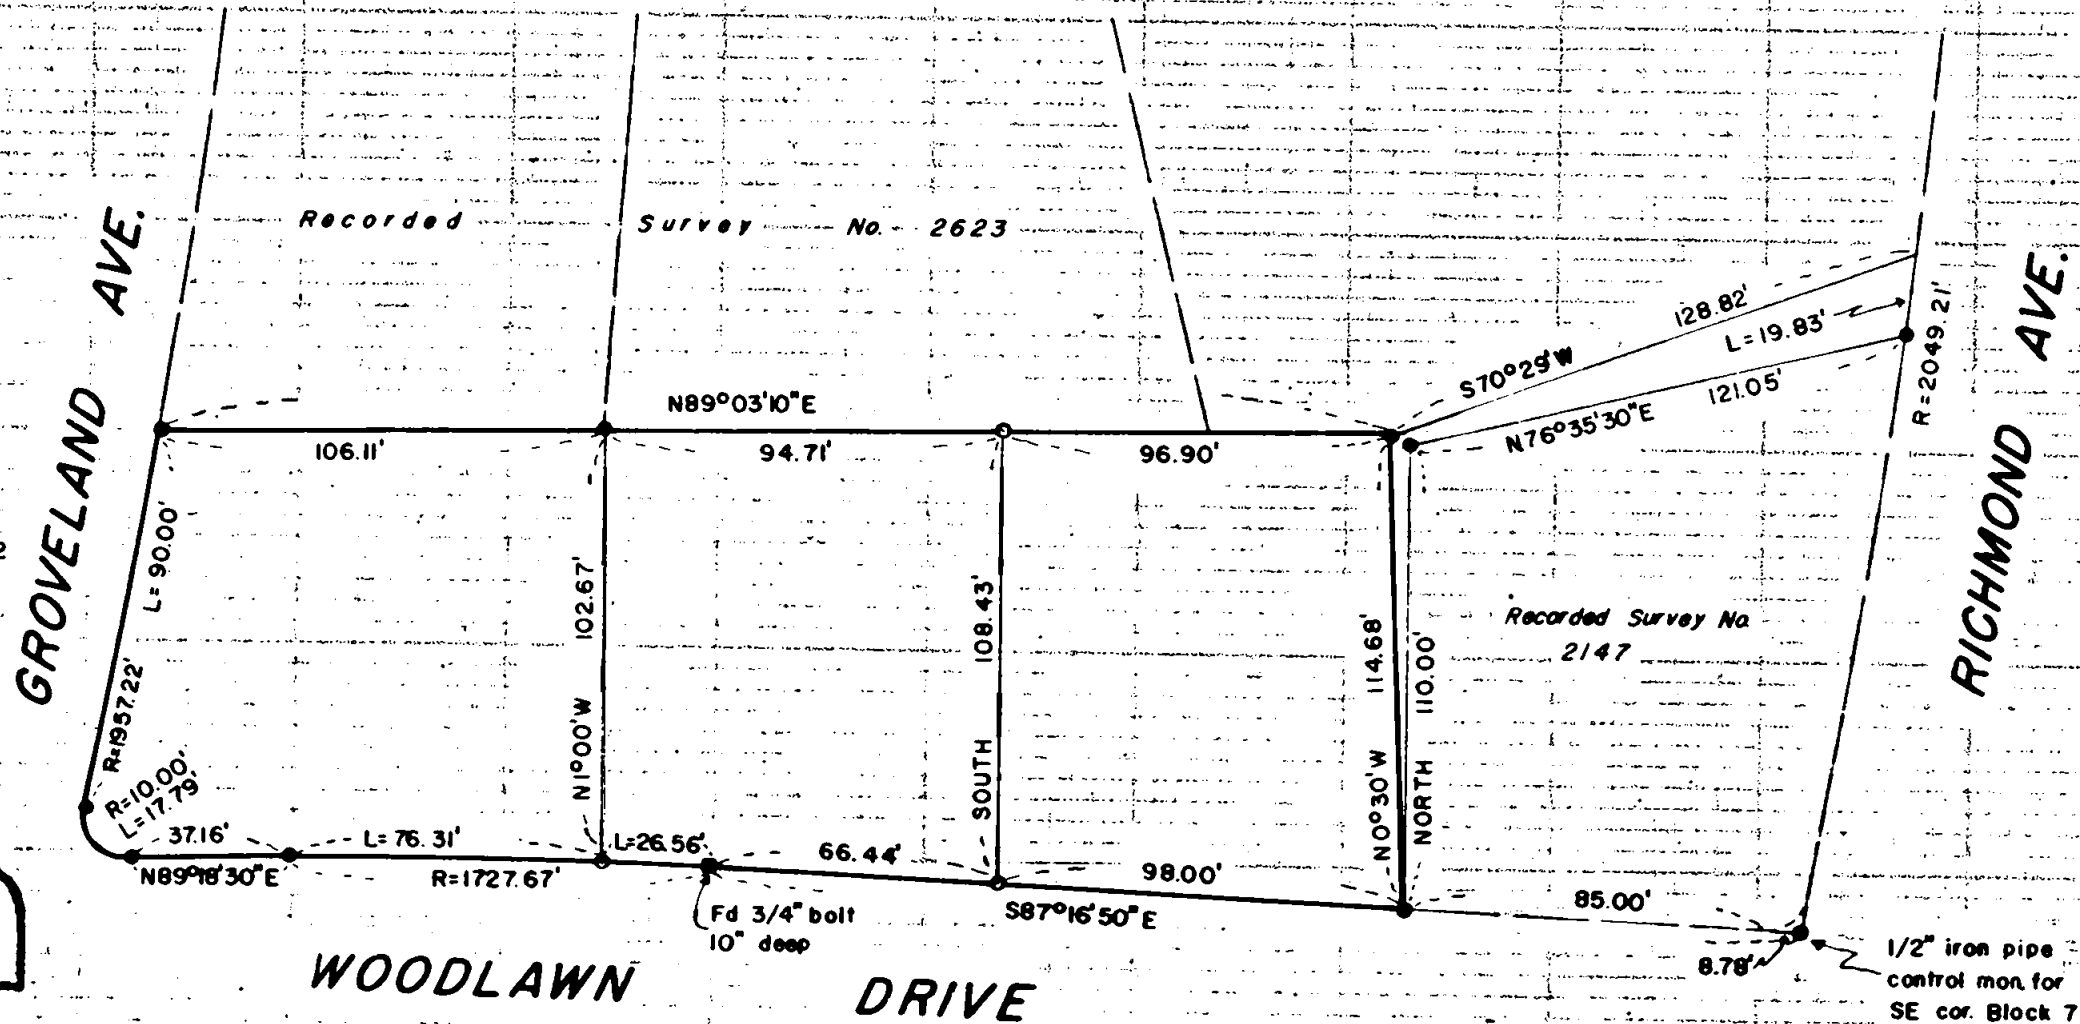 GROVELAND AVE.
Recorded Survey No. 2623
RICHMOND AVE.
128.82'
L=19.83'
S70°29'W
121.05'
N76°35'30"E
R=2049.21'
N89°03'10"E
106.11'
94.71'
96.90'
L=90.00'
R=1957.22'
102.67'
N1°00'W
108.43'
SOUTH
114.68'
N0°30'W
110.00'
NORTH
Recorded Survey No.
2147
R=10.00'
L=17.79'
37.16'
L=76.31'
L=26.56'
66.44'
98.00'
85.00'
N89°18'30"E
R=1727.67'
S87°16'50"E
Fd 3/4" bolt
10" deep
8.78'
1/2" iron pipe
control mon. for
SE cor. Block 7
WOODLAWN DRIVE